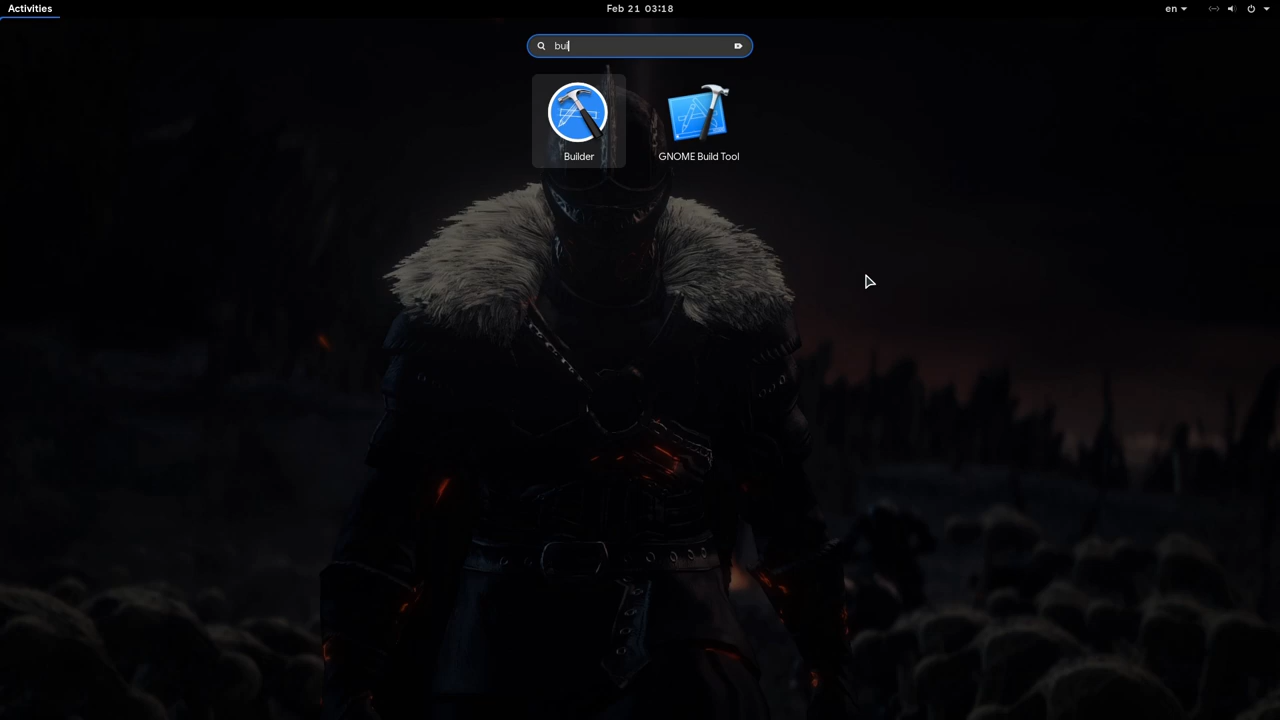 Activities
Feb 21 03:18
en
bui
Builder
GNOME Build Tool